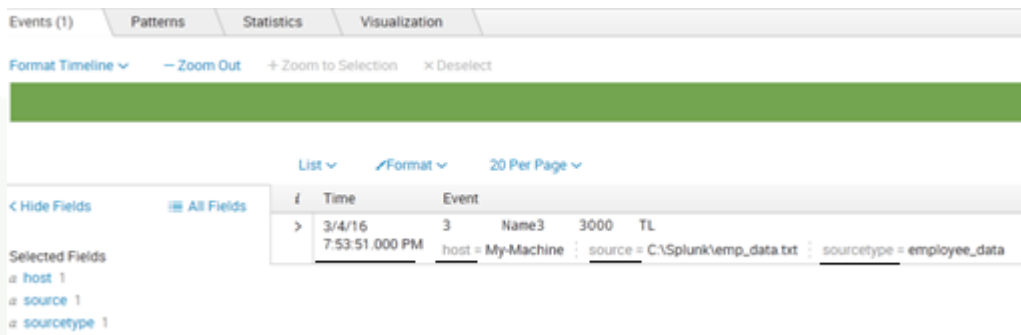 Events (1) Patterns Statistics Visualization
Format Timeline — Zoom Out + Zoom to Selection × Deselect
List Format 20 Per Page
< Hide Fields All Fields i Time Event
> 3/4/16 3 Name3 3000 TL
7:53:51.000 PM host = My-Machine source = C:\Splunk\emp_data.txt sourcetype = employee_data
Selected Fields
a host 1
a source 1
a sourcetype 1